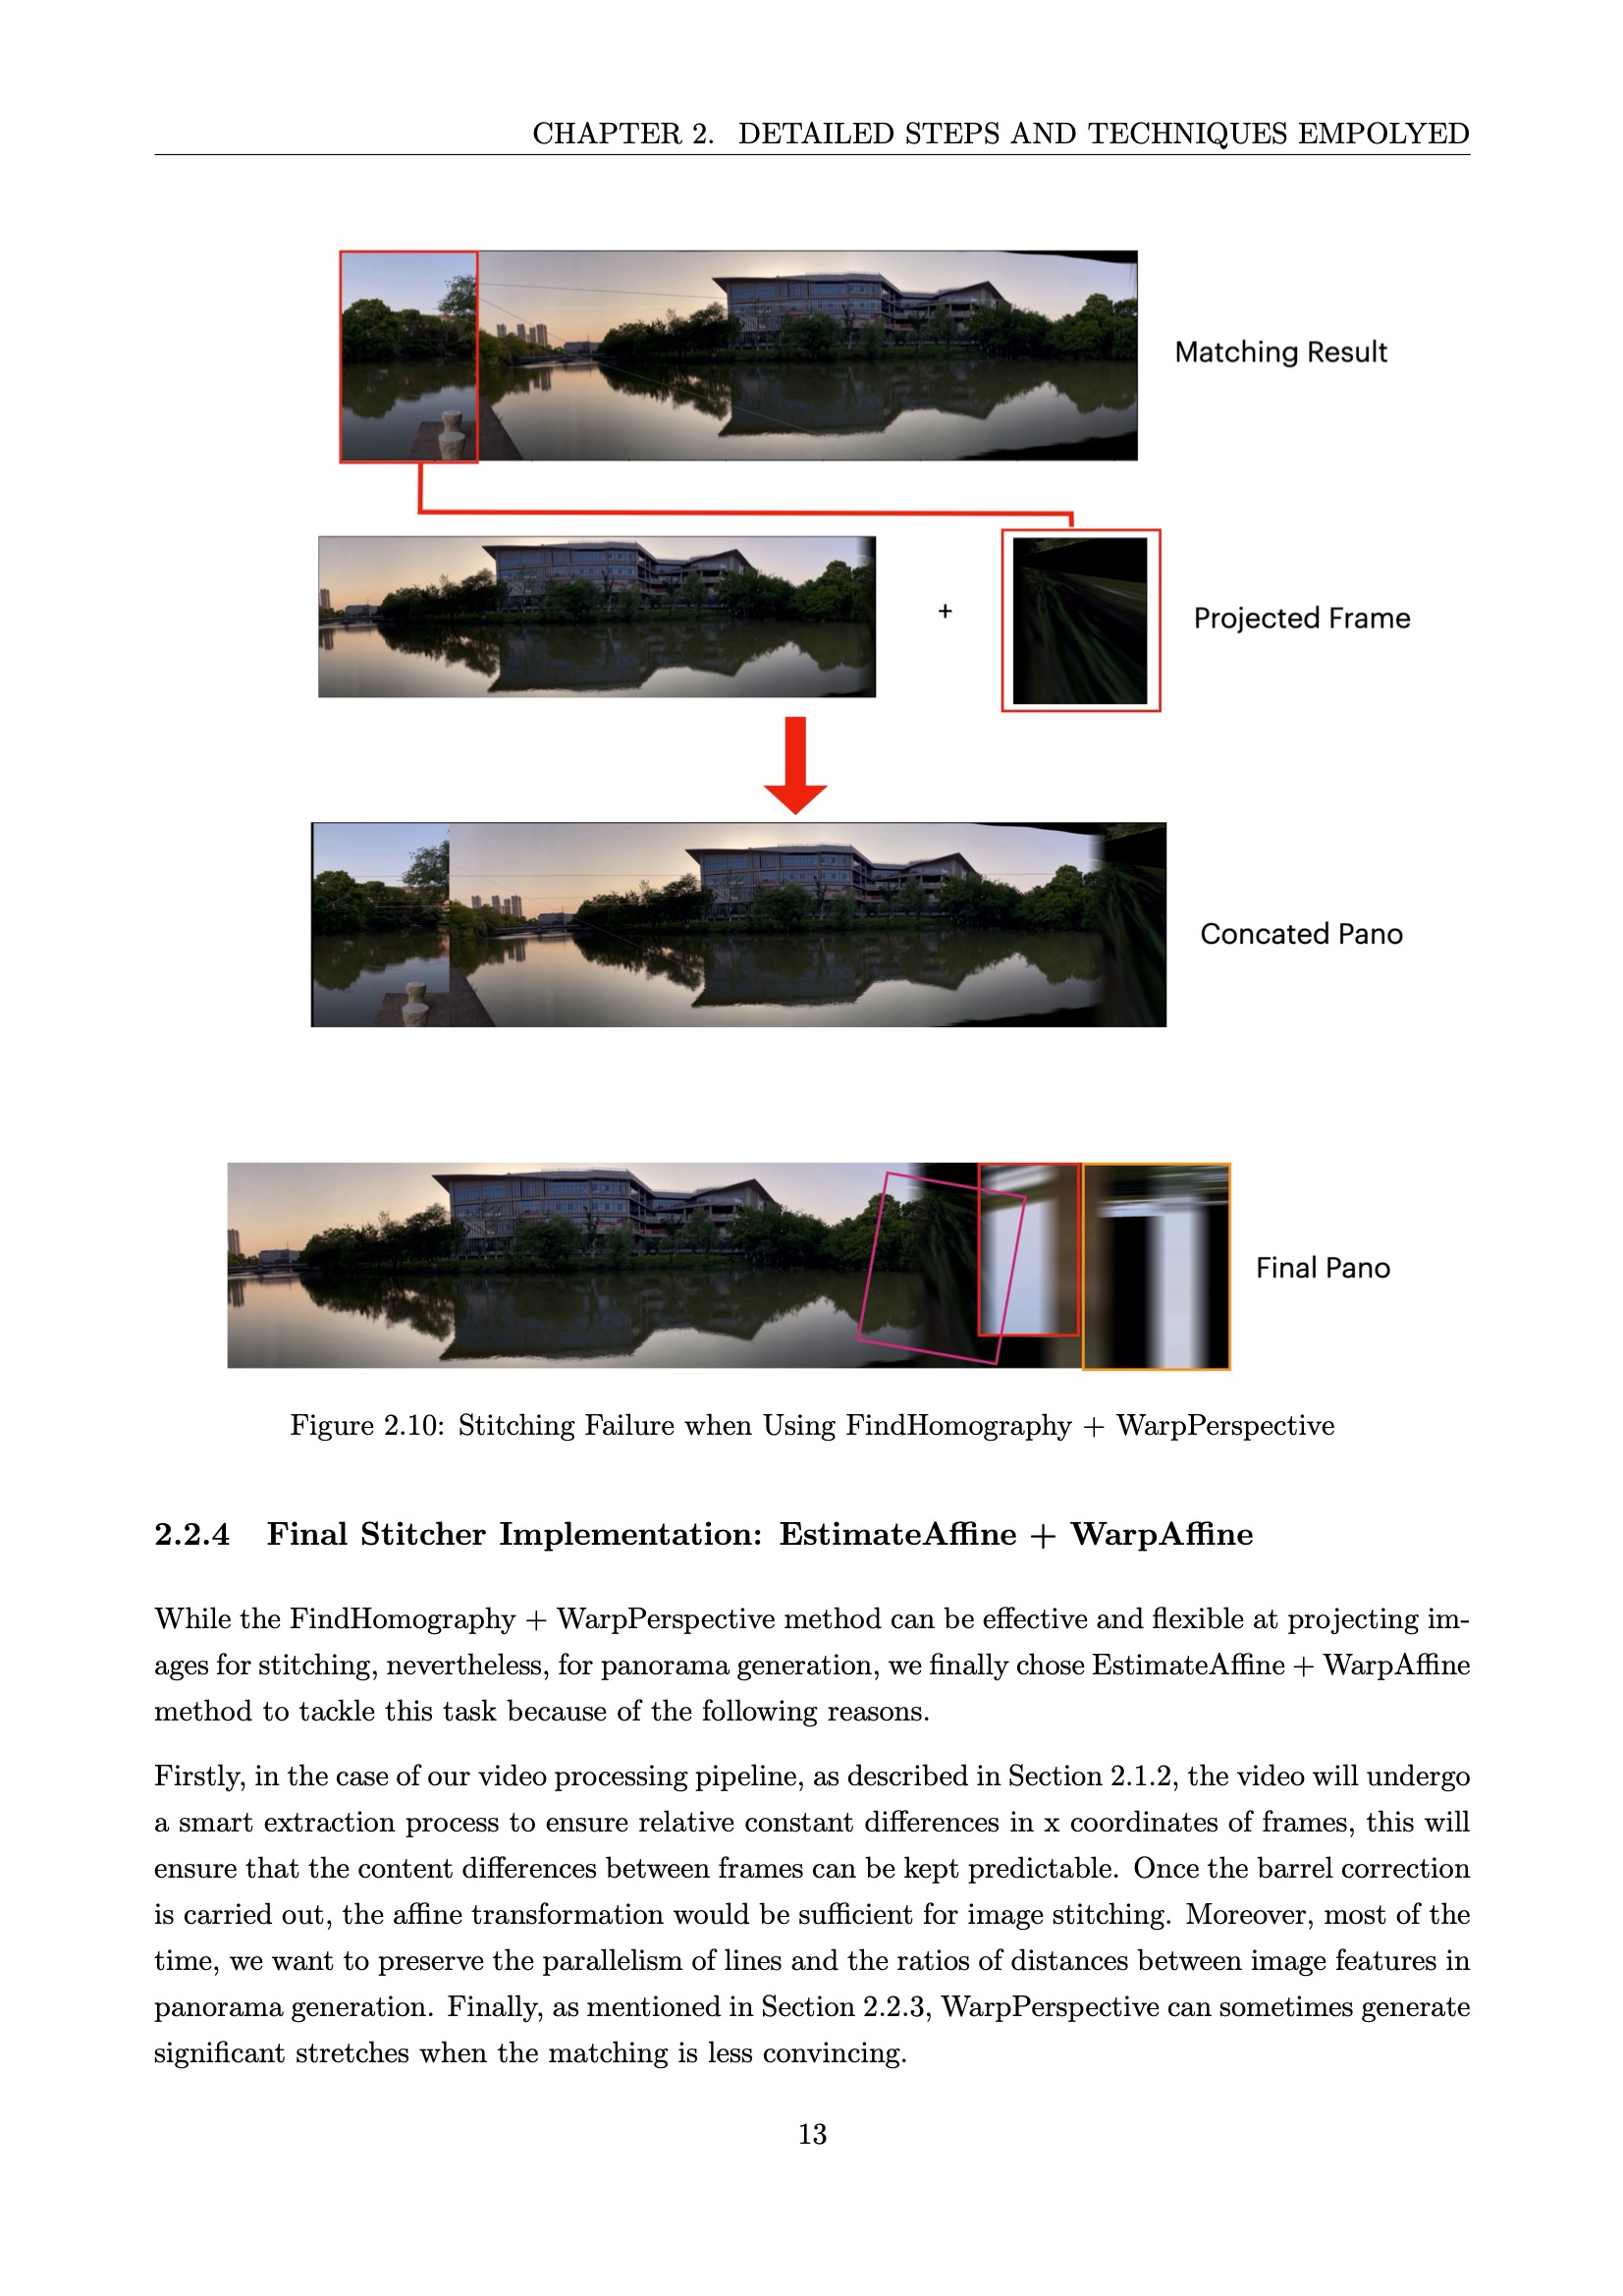 CHAPTER 2. DETAILED STEPS AND TECHNIQUES EMPOLYED
Matching Result
+
Projected Frame
Concated Pano
Final Pano
Figure 2.10: Stitching Failure when Using FindHomography + WarpPerspective
2.2.4 Final Stitcher Implementation: EstimateAffine + WarpAffine
While the FindHomography + WarpPerspective method can be effective and flexible at projecting im-
ages for stitching, nevertheless, for panorama generation, we finally chose EstimateAffine + WarpAffine
method to tackle this task because of the following reasons.
Firstly, in the case of our video processing pipeline, as described in Section 2.1.2, the video will undergo
a smart extraction process to ensure relative constant differences in x coordinates of frames, this will
ensure that the content differences between frames can be kept predictable. Once the barrel correction
is carried out, the affine transformation would be sufficient for image stitching. Moreover, most of the
time, we want to preserve the parallelism of lines and the ratios of distances between image features in
panorama generation. Finally, as mentioned in Section 2.2.3, WarpPerspective can sometimes generate
significant stretches when the matching is less convincing.
13